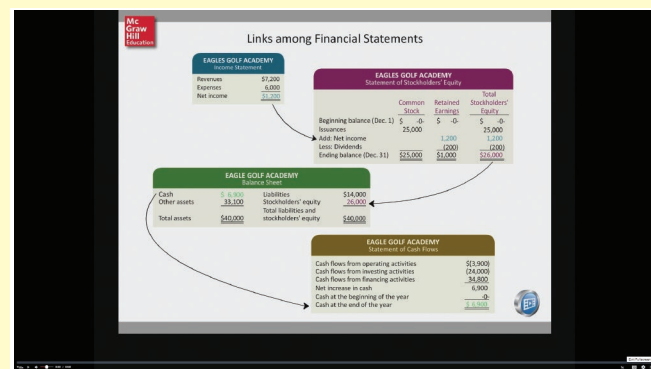 Mc
Graw
Hill
Education
Links among Financial Statements
EAGLES GOLF ACADEMY
Income Statement
Revenues $7,200
Expenses 6,000
Net income $1,200
EAGLES GOLF ACADEMY
Statement of Stockholders' Equity
Common Stock Retained Earnings Total Stockholders' Equity
Beginning balance (Dec. 1) $ -0- $ -0- $ -0-
Issuances 25,000 25,000
Add: Net income 1,200 1,200
Less: Dividends (200) (200)
Ending balance (Dec. 31) $25,000 $1,000 $26,000
EAGLE GOLF ACADEMY
Balance Sheet
Cash $ 6,900 Liabilities $14,000
Other assets 33,100 Stockholders' equity 26,000
Total liabilities and
Total assets $40,000 stockholders' equity $40,000
EAGLE GOLF ACADEMY
Statement of Cash Flows
Cash flows from operating activities $(3,900)
Cash flows from investing activities (24,000)
Cash flows from financing activities 34,800
Net increase in cash 6,900
Cash at the beginning of the year -0-
Cash at the end of the year $ 6,900